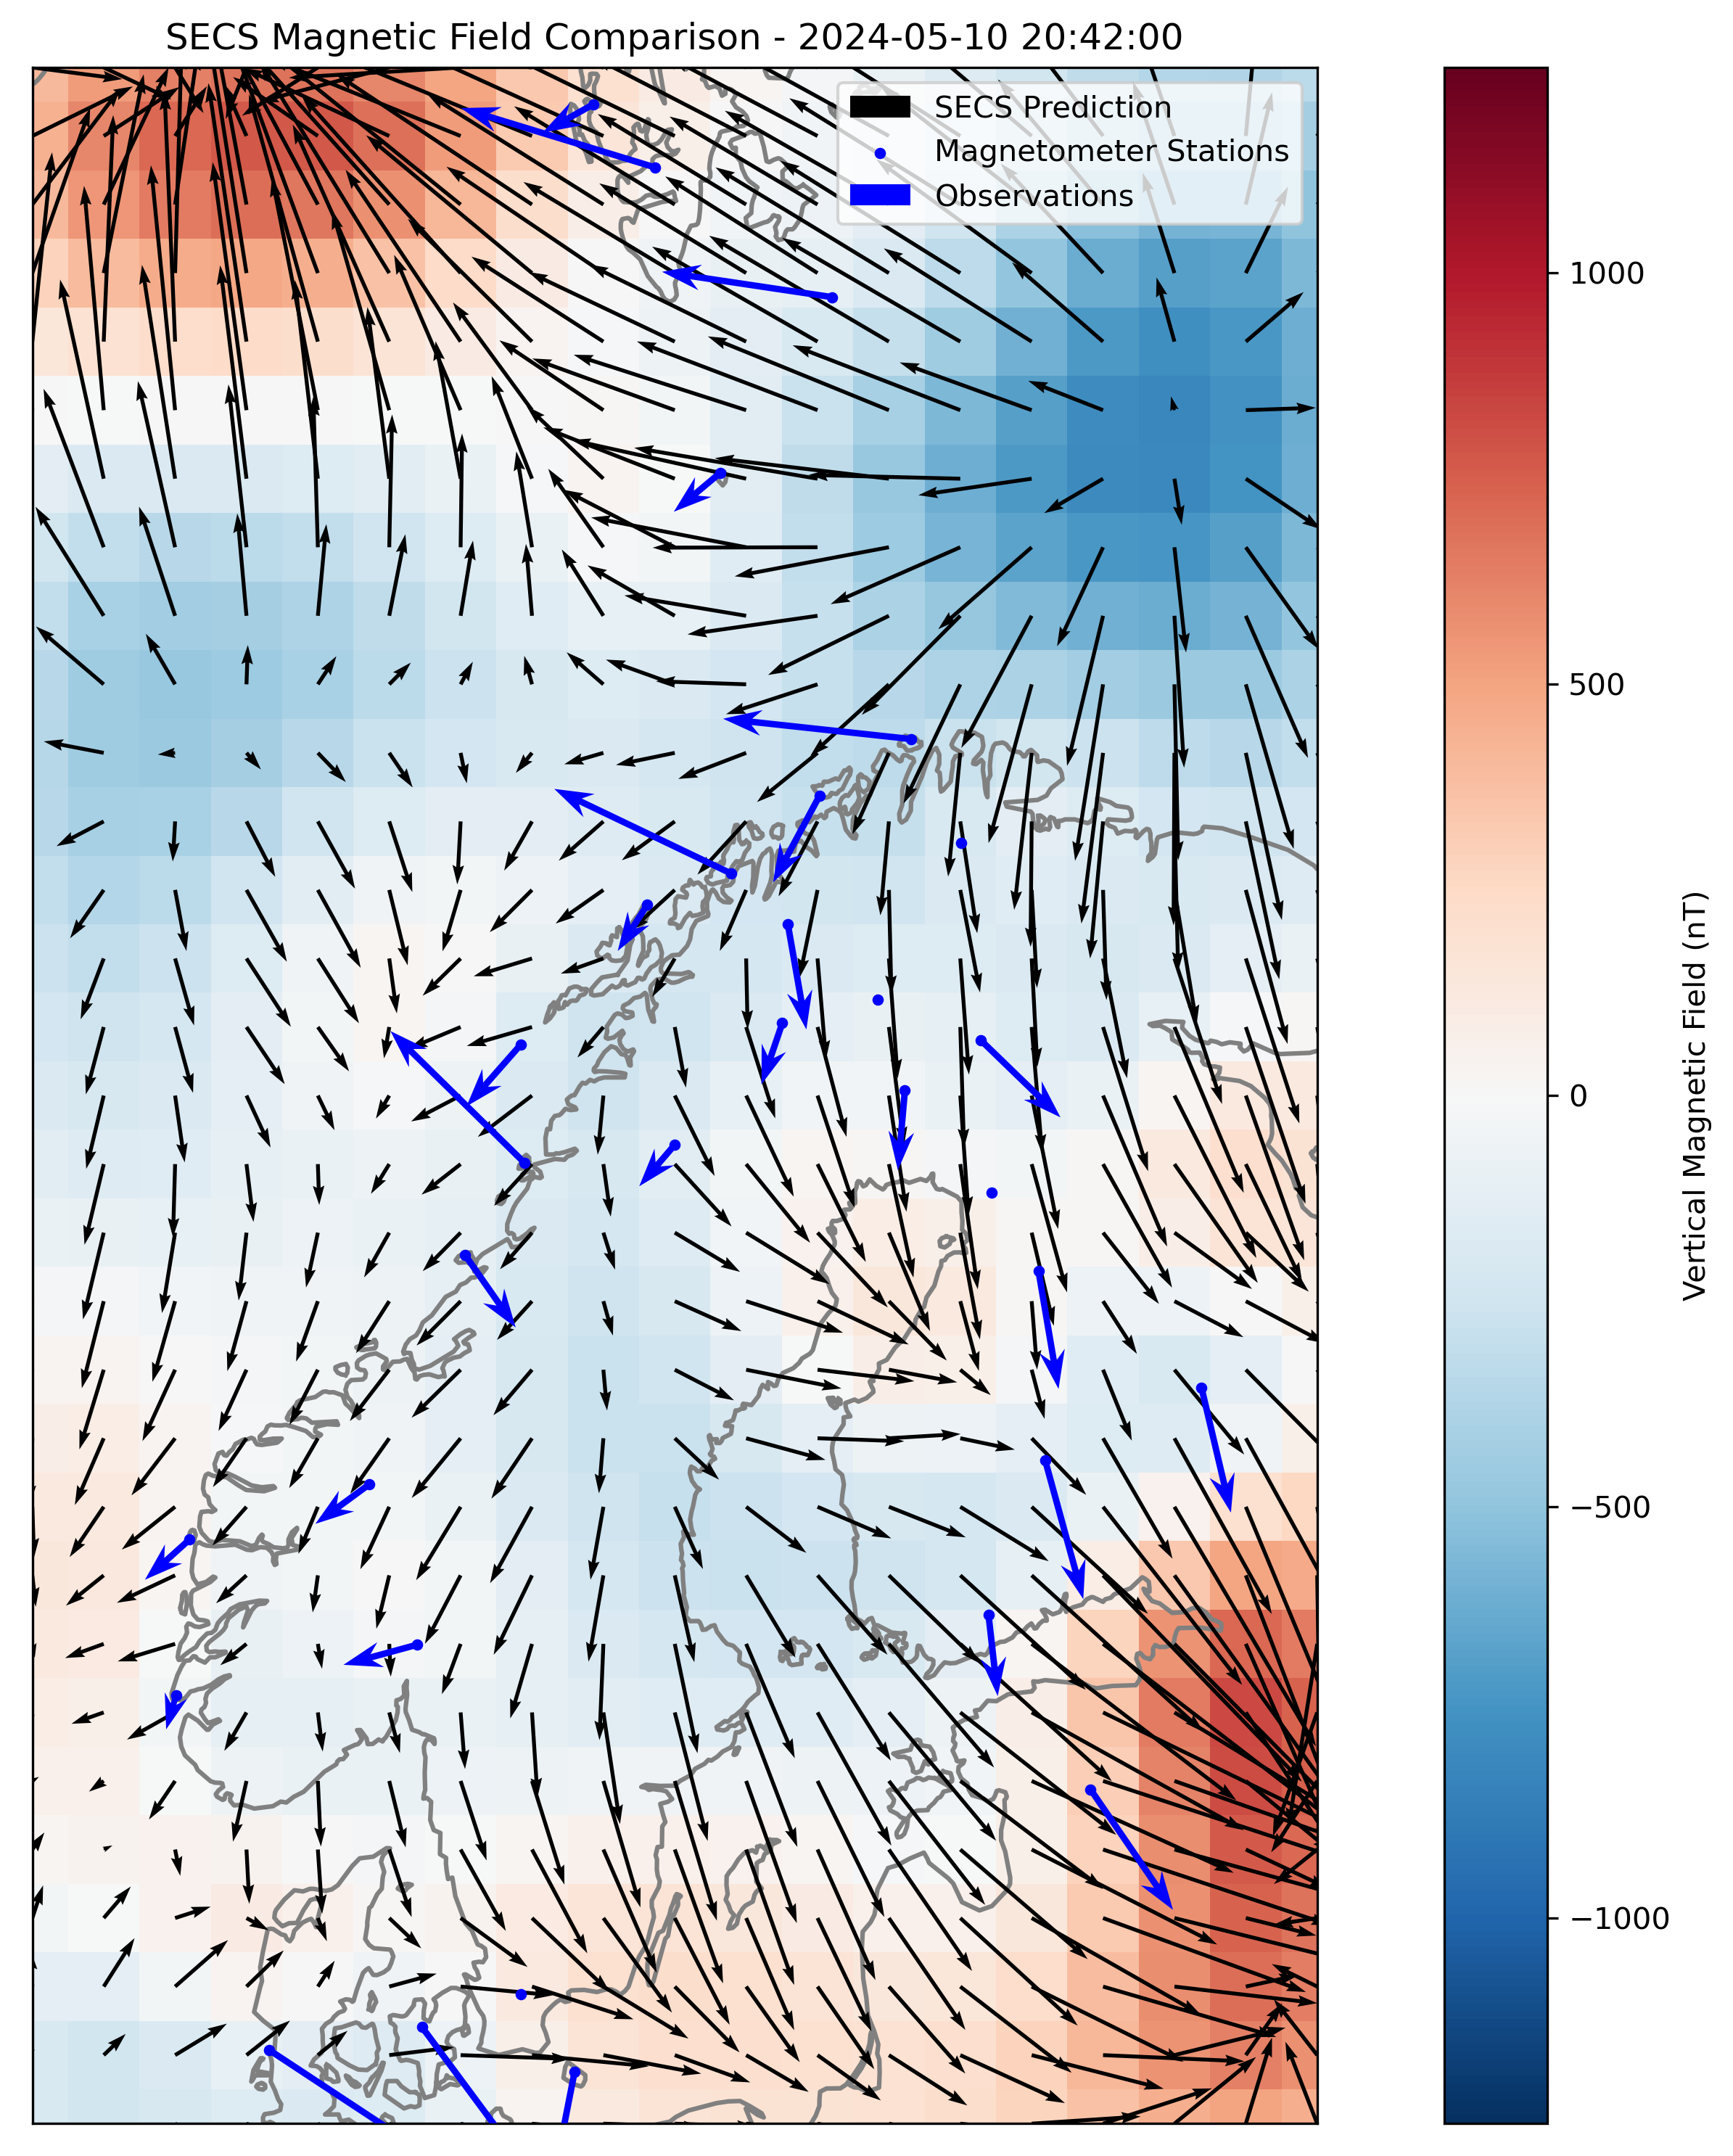 SECS Magnetic Field Comparison - 2024-05-10 20:42:00
SECS Prediction
Magnetometer Stations
Observations
1000
500
0
−500
−1000
Vertical Magnetic Field (nT)